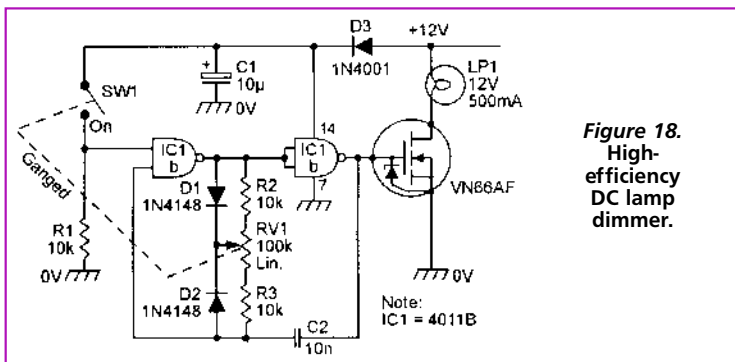 D3
+12V
1N4001
LP1
12V
500mA
+
C1
10µ
0V
SW1
On
Ganged
14
IC1
b
IC1
b
7
D1
1N4148
R2
10k
RV1
100k
Lin.
VN66AF
R1
10k
0V
D2
1N4148
R3
10k
C2
10n
0V
Note:
IC1 = 4011B
Figure 18.
High-
efficiency
DC lamp
dimmer.